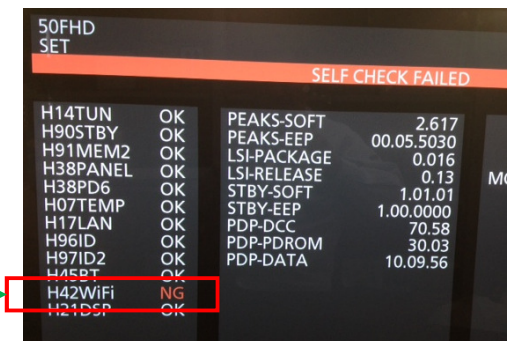 50FHD
SET
SELF CHECK FAILED
H14TUN OK
H90STBY OK
H91MEM2 OK
H38PANEL OK
H38PD6 OK
H07TEMP OK
H17LAN OK
H96ID OK
H97ID2 OK
H45BT OK
H42WiFi NG
H21DSP OK
PEAKS-SOFT 2.617
PEAKS-EEP 00.05.5030
LSI-PACKAGE 0.016
LSI-RELEASE 0.13
STBY-SOFT 1.01.01
STBY-EEP 1.00.0000
PDP-DCC 70.58
PDP-PDROM 30.03
PDP-DATA 10.09.56